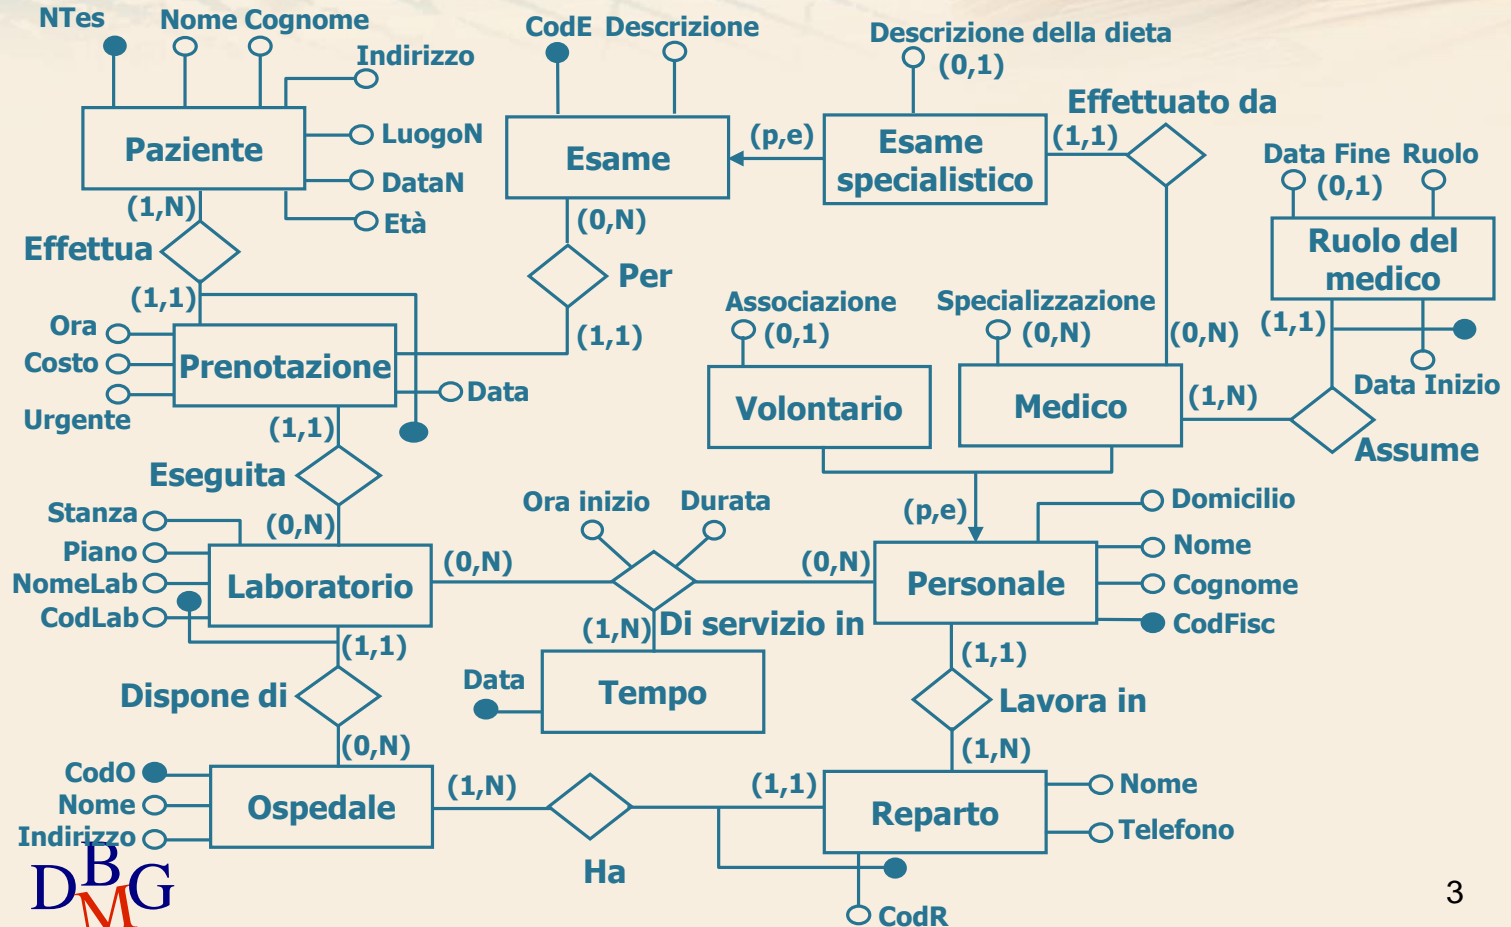 NTes
Nome Cognome
CodE Descrizione
Descrizione della dieta
(0,1)
Indirizzo
Effettuato da
Paziente
LuogoN
DataN
Età
Esame
(p,e)
Esame
specialistico
(1,1)
Data Fine Ruolo
(0,1)
(1,N)
(0,N)
Ruolo del
medico
Effettua
Per
(1,1)
Associazione
(0,1)
Specializzazione
(0,N)
(0,N)
(1,1)
Ora
Costo
Urgente
Prenotazione
(1,1)
Data
Volontario
Medico
(1,N)
Data Inizio
(1,1)
Assume
Eseguita
Stanza
Piano
NomeLab
CodLab
(0,N)
Laboratorio
(0,N)
Ora inizio
Durata
(0,N)
(p,e)
Personale
Domicilio
Nome
Cognome
CodFisc
(1,N)
Di servizio in
(1,1)
(1,1)
Data
Tempo
Dispone di
Lavora in
(0,N)
(1,N)
CodO
Nome
Indirizzo
Ospedale
(1,N)
(1,1)
Reparto
Nome
Telefono
Ha
CodR
DBMG
3